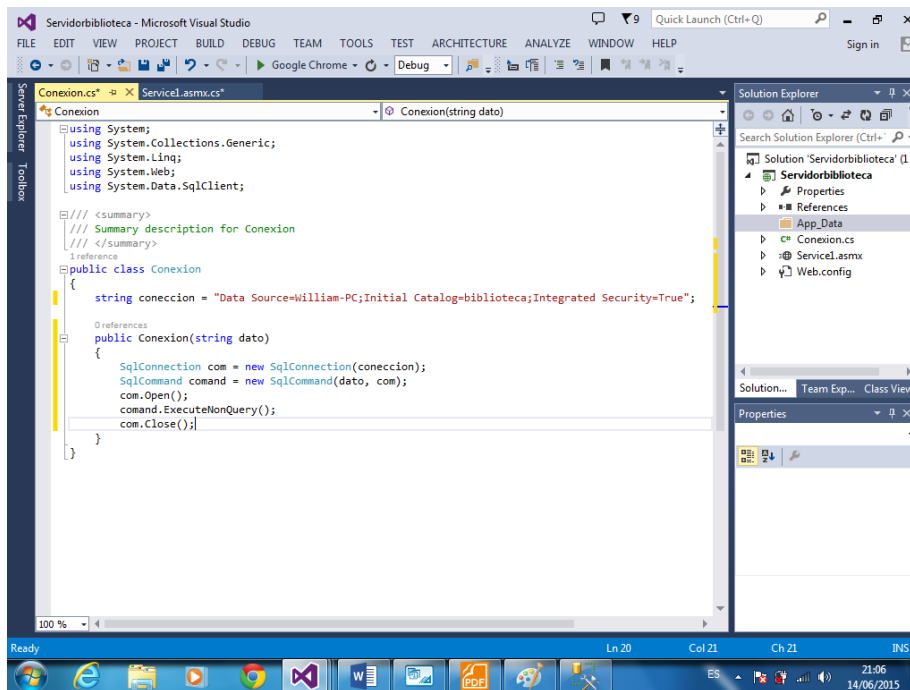 Servidorbiblioteca - Microsoft Visual Studio
9
Quick Launch (Ctrl+Q)
FILE EDIT VIEW PROJECT BUILD DEBUG TEAM TOOLS TEST ARCHITECTURE ANALYZE WINDOW HELP
Sign in
Google Chrome
Debug
Server Explorer
Toolbox
Conexion.cs*
Service1.asmx.cs*
Conexion
Conexion(string dato)
using System;
using System.Collections.Generic;
using System.Linq;
using System.Web;
using System.Data.SqlClient;
/// <summary>
/// Summary description for Conexion
/// </summary>
1 reference
public class Conexion
{
string coneccion = "Data Source=William-PC;Initial Catalog=biblioteca;Integrated Security=True";
0 references
public Conexion(string dato)
{
SqlConnection com = new SqlConnection(coneccion);
SqlCommand comand = new SqlCommand(dato, com);
com.Open();
comand.ExecuteNonQuery();
com.Close();
}
}
100 %
Solution Explorer
Search Solution Explorer (Ctrl+
Solution 'Servidorbiblioteca' (1
Servidorbiblioteca
Properties
References
App_Data
C# Conexion.cs
Service1.asmx
Web.config
Solution... Team Exp... Class View
Properties
Ready
Ln 20
Col 21
Ch 21
INS
PDF
ES
21:06
14/06/2015